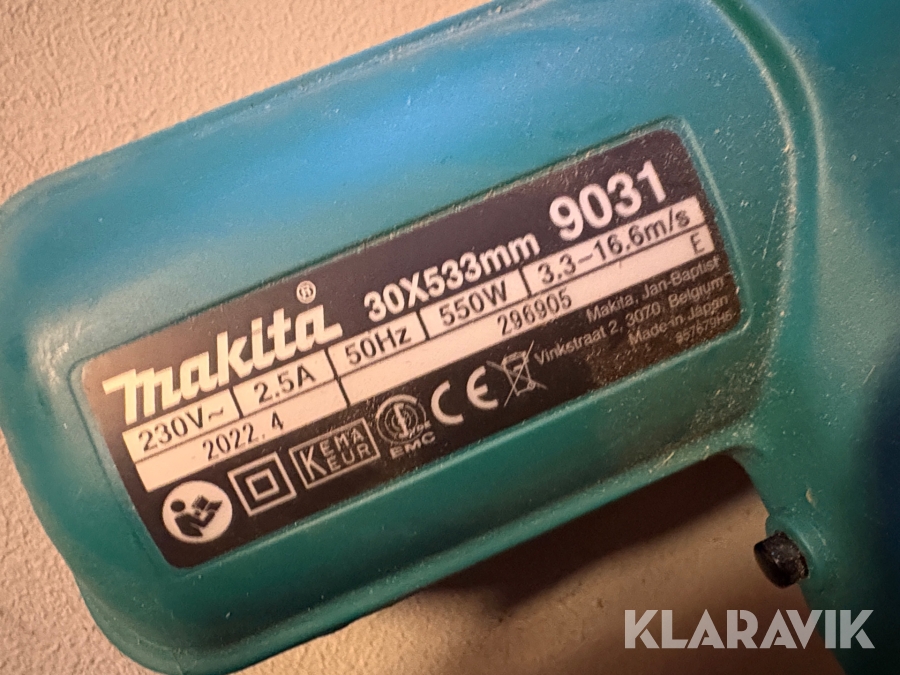 makita® 30X533mm 9031
230V~ 2.5A 50Hz 550W 3.3-16.6m/s
2022.4 296905 E
KEMA
KEUR
EMC
CE
Makita, Jan-Baptist
Vinkstraat 2, 3070, Belgium
Made in Japan
KLARAVIK